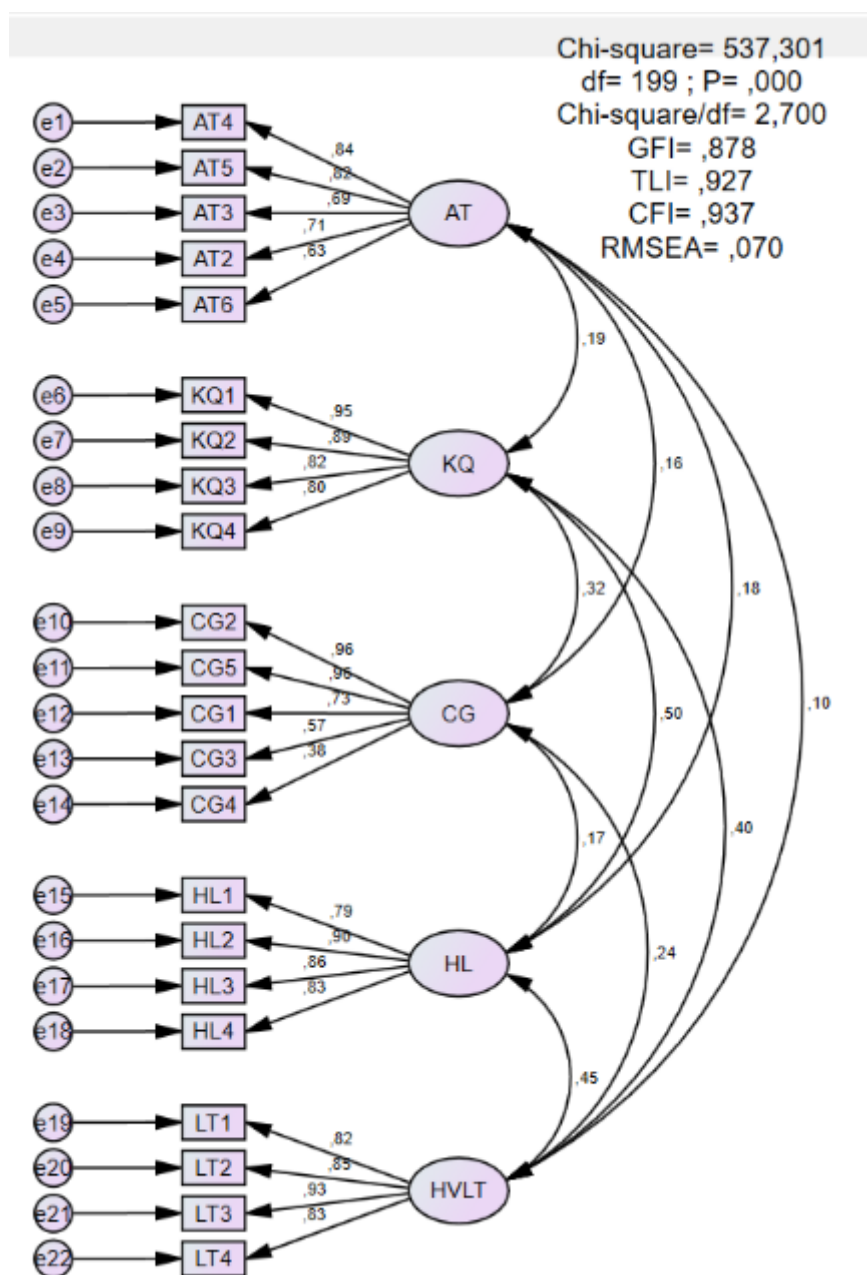 Chi-square= 537,301
df= 199 ; P= ,000
Chi-square/df= 2,700
GFI= ,878
TLI= ,927
CFI= ,937
RMSEA= ,070
e1 AT4 ,84
e2 AT5 ,82
e3 AT3 ,69 AT
e4 AT2 ,71
e5 AT6 ,63
,19
e6 KQ1 ,95
e7 KQ2 ,89
e8 KQ3 ,82 KQ ,16
e9 KQ4 ,80
,32 ,18
e10 CG2 ,96
e11 CG5 ,96
e12 CG1 ,73 CG ,50 ,10
e13 CG3 ,57
e14 CG4 ,38
,17 ,40
e15 HL1 ,79
e16 HL2 ,90
e17 HL3 ,86 HL ,24
e18 HL4 ,83
,45
e19 LT1 ,82
e20 LT2 ,85
e21 LT3 ,93 HVLT
e22 LT4 ,83